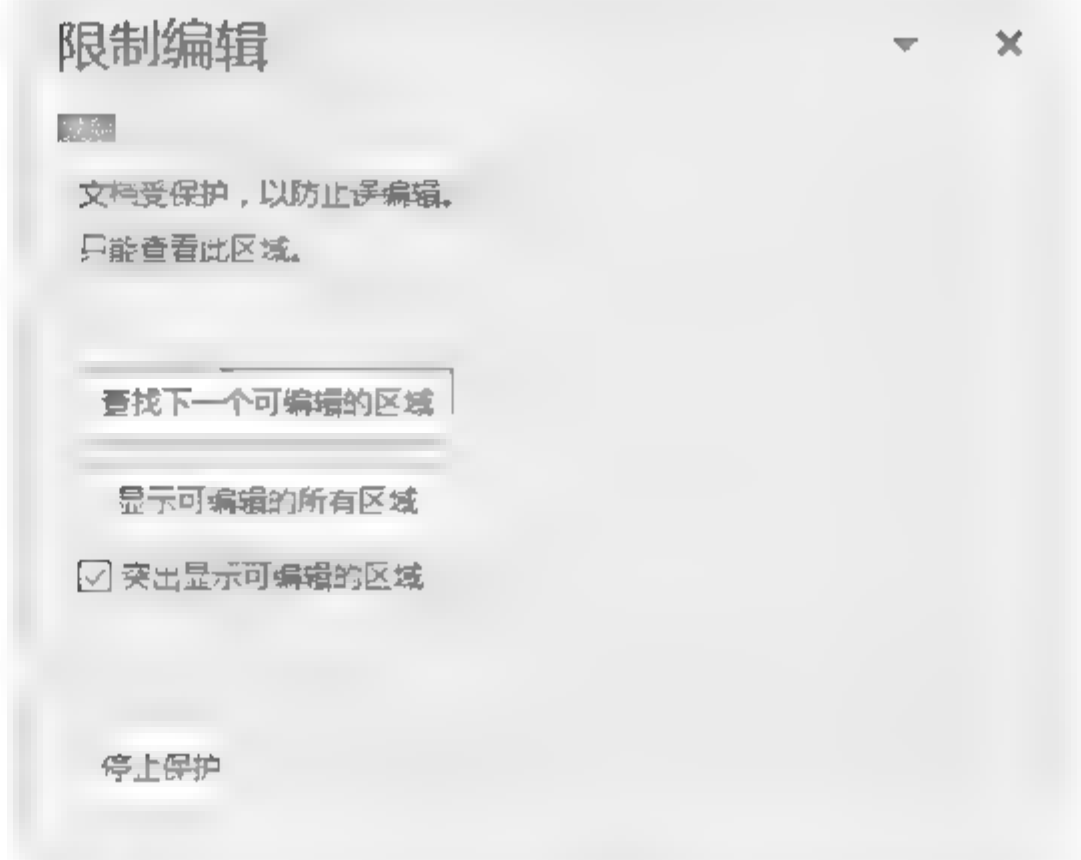 限制编辑
文档受保护，以防止误编辑。
只能查看此区域。
查找下一个可编辑的区域
显示可编辑的所有区域
突出显示可编辑的区域
停止保护